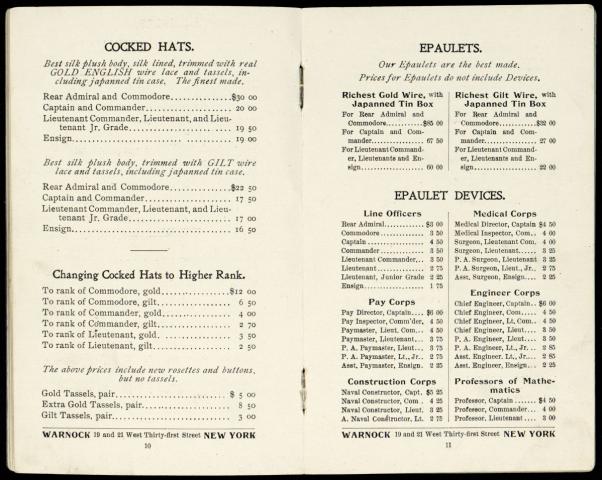 COCKED HATS.
Best silk plush body, silk lined, trimmed with real
GOLD ENGLISH wire lace and tassels, in-
cluding japanned tin case. The finest made.
Rear Admiral and Commodore...............$30 00
Captain and Commander.................... 20 00
Lieutenant Commander, Lieutenant, and Lieu-
tenant Jr. Grade......................... 19 50
Ensign................................... 19 00
Best silk plush body, trimmed with GILT wire
lace and tassels, including japanned tin case.
Rear Admiral and Commodore...............$22 50
Captain and Commander.................... 17 50
Lieutenant Commander, Lieutenant, and Lieu-
tenant Jr. Grade......................... 17 00
Ensign................................... 16 50
Changing Cocked Hats to Higher Rank.
To rank of Commodore, gold...............$12 00
To rank of Commodore, gilt............... 6 50
To rank of Commander, gold............... 4 00
To rank of Commander, gilt............... 2 70
To rank of Lieutenant, gold.............. 3 50
To rank of Lieutenant, gilt.............. 2 50
The above prices include new rosettes and buttons,
but no tassels.
Gold Tassels, pair.......................$ 5 00
Extra Gold Tassels, pair................. 8 50
Gilt Tassels, pair....................... 3 00
WARNOCK 19 and 21 West Thirty-first Street NEW YORK
10
EPAULETS.
Our Epaulets are the best made.
Prices for Epaulets do not include Devices.
Richest Gold Wire, with
Japanned Tin Box
For Rear Admiral and
Commodore..........$85 00
For Captain and Com-
mander............. 67 50
For Lieutenant Command-
er, Lieutenants and En-
sign............... 60 00
Richest Gilt Wire, with
Japanned Tin Box
For Rear Admiral and
Commodore..........$32 00
For Captain and Com-
mander............. 27 00
For Lieutenant Command-
er, Lieutenants and En-
sign............... 22 00
EPAULET DEVICES.
Line Officers
Rear Admiral............$3 00
Commodore............... 3 50
Captain................. 4 50
Commander............... 3 50
Lieutenant Commander,... 3 50
Lieutenant.............. 2 75
Lieutenant, Junior Grade 2 25
Ensign.................. 1 75
Pay Corps
Pay Director, Captain.... $6 00
Pay Inspector, Comm'der, 4 50
Paymaster, Lieut, Com... 4 50
Paymaster, Lieutenant... 3 75
P. A. Paymaster, Lieut... 3 75
P. A. Paymaster, Lt., Jr.. 2 75
Asst, Paymaster, Ensign. 2 25
Construction Corps
Naval Constructor, Capt. $5 25
Naval Constructor, Com . 4 25
Naval Constructor, Lieut. 3 25
A. Naval Constructor, Lt. 2 75
Medical Corps
Medical Director, Captain $4 50
Medical Inspector, Com.. 4 00
Surgeon, Lieutenant Com. 4 00
Surgeon, Lieutenant..... 3 25
P. A. Surgeon, Lieutenant 3 25
P. A. Surgeon, Lieut., Jr.. 2 75
Asst, Surgeon, Ensign... 2 25
Engineer Corps
Chief Engineer, Captain.. $6 00
Chief Engineer, Com..... 4 50
Chief Engineer, Lt, Com.. 4 50
Chief Engineer, Lieut.... 3 50
P. A. Engineer, Lieut.... 3 50
P. A. Engineer, Lt., Jr... 2 85
Asst. Engineer, Lt., Jr... 2 85
Asst. Engineer, Ensign... 2 25
Professors of Mathe-
matics
Professor, Captain ...... $4 50
Professor, Commander... 4 00
Professor, Lieutenant ... 3 00
WARNOCK 19 and 21 West Thirty-first Street NEW YORK
11